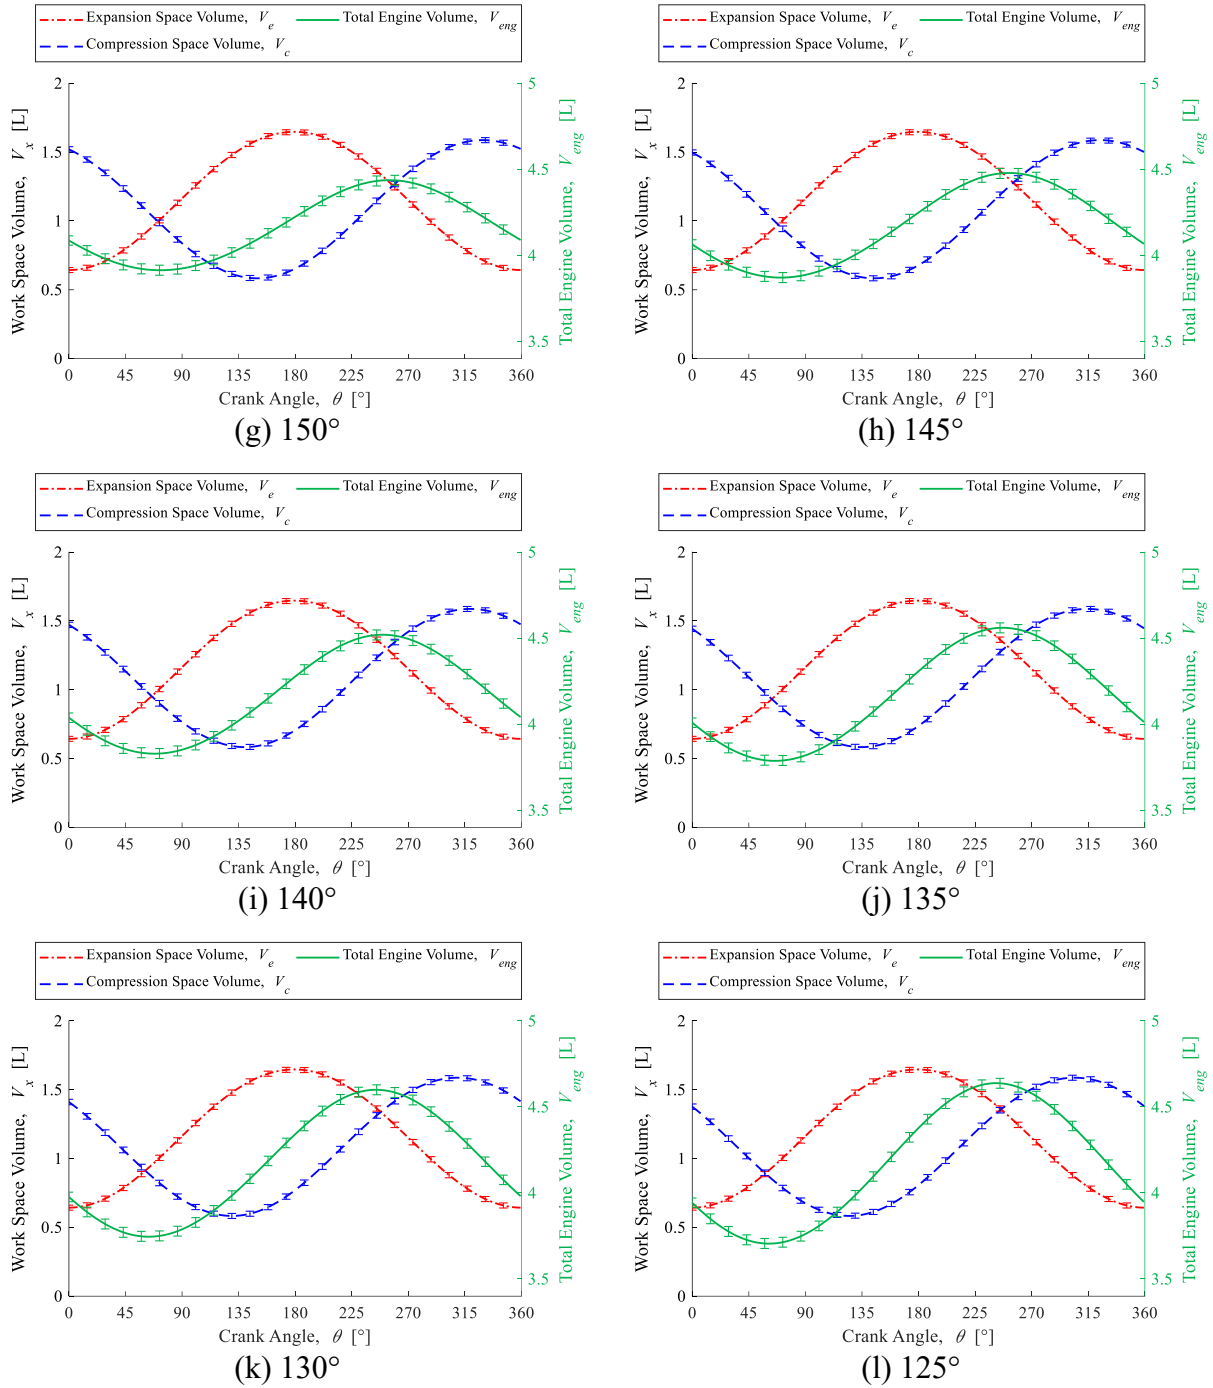 Expansion Space Volume, V_e
Total Engine Volume, V_eng
Compression Space Volume, V_c
Work Space Volume, V_x [L]
2
1.5
1
0.5
0
Total Engine Volume, V_eng [L]
5
4.5
4
3.5
0 45 90 135 180 225 270 315 360
Crank Angle, θ [°]
(g) 150°
Expansion Space Volume, V_e
Total Engine Volume, V_eng
Compression Space Volume, V_c
Work Space Volume, V_x [L]
2
1.5
1
0.5
0
Total Engine Volume, V_eng [L]
5
4.5
4
3.5
0 45 90 135 180 225 270 315 360
Crank Angle, θ [°]
(h) 145°
Expansion Space Volume, V_e
Total Engine Volume, V_eng
Compression Space Volume, V_c
Work Space Volume, V_x [L]
2
1.5
1
0.5
0
Total Engine Volume, V_eng [L]
5
4.5
4
3.5
0 45 90 135 180 225 270 315 360
Crank Angle, θ [°]
(i) 140°
Expansion Space Volume, V_e
Total Engine Volume, V_eng
Compression Space Volume, V_c
Work Space Volume, V_x [L]
2
1.5
1
0.5
0
Total Engine Volume, V_eng [L]
5
4.5
4
3.5
0 45 90 135 180 225 270 315 360
Crank Angle, θ [°]
(j) 135°
Expansion Space Volume, V_e
Total Engine Volume, V_eng
Compression Space Volume, V_c
Work Space Volume, V_x [L]
2
1.5
1
0.5
0
Total Engine Volume, V_eng [L]
5
4.5
4
3.5
0 45 90 135 180 225 270 315 360
Crank Angle, θ [°]
(k) 130°
Expansion Space Volume, V_e
Total Engine Volume, V_eng
Compression Space Volume, V_c
Work Space Volume, V_x [L]
2
1.5
1
0.5
0
Total Engine Volume, V_eng [L]
5
4.5
4
3.5
0 45 90 135 180 225 270 315 360
Crank Angle, θ [°]
(l) 125°